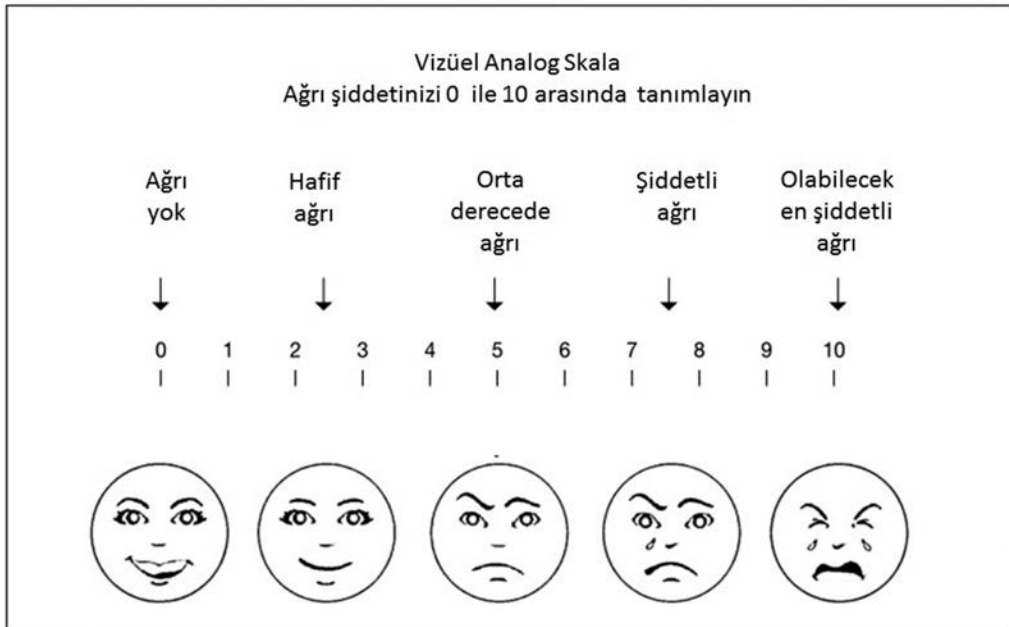 Vizüel Analog Skala
Ağrı şiddetinizi 0 ile 10 arasında tanımlayın
Ağrı
yok
Hafif
ağrı
Orta
derecede
ağrı
Şiddetli
ağrı
Olabilecek
en şiddetli
ağrı
0 1 2 3 4 5 6 7 8 9 10